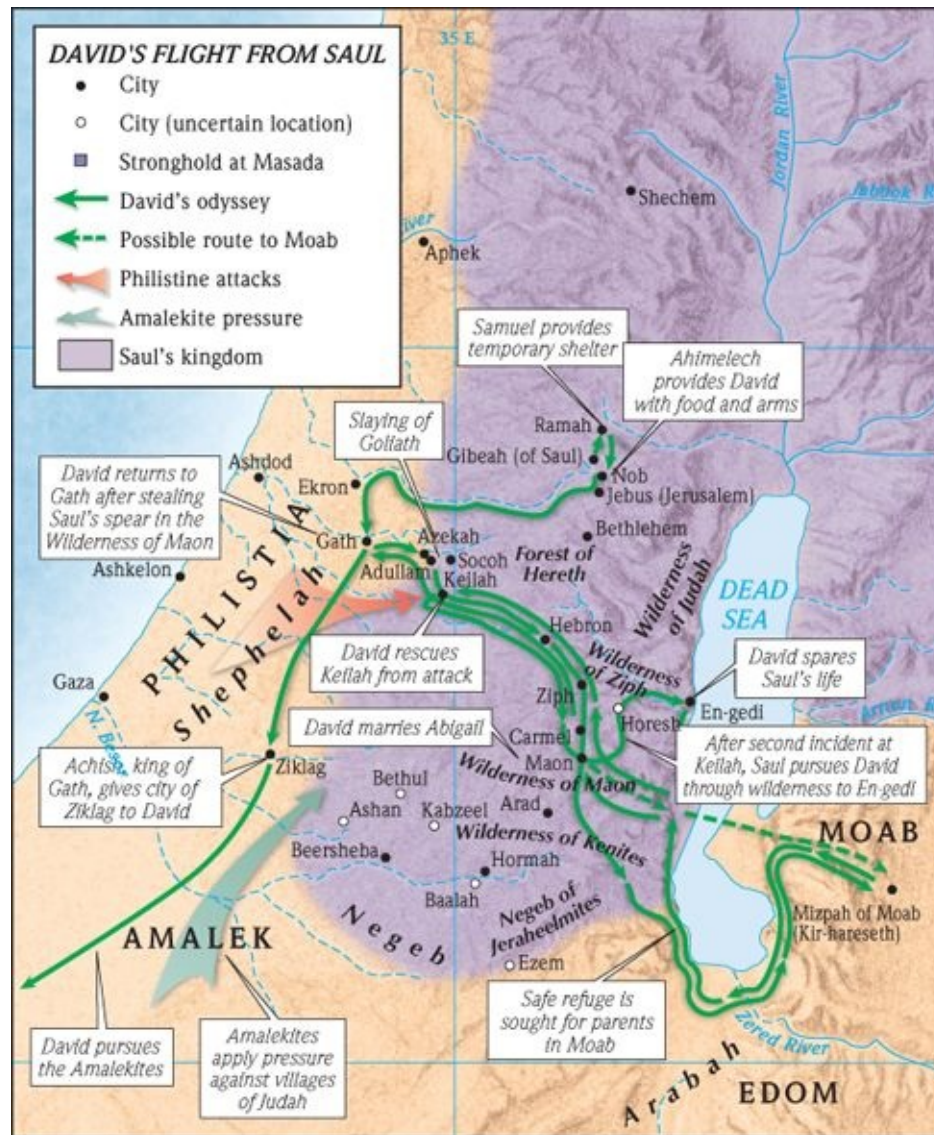 DAVID'S FLIGHT FROM SAUL
City
City (uncertain location)
Stronghold at Masada
David's odyssey
Possible route to Moab
Philistine attacks
Amalekite pressure
Saul's kingdom
35 E
Jordan River
Jabbok R
Shechem
River
Aphek
Samuel provides
temporary shelter
Ahimelech
provides David
with food and arms
Slaying of
Goliath
Ramah
Gibeah (of Saul)
Nob
Jebus (Jerusalem)
Bethlehem
David returns to
Gath after stealing
Saul's spear in the
Wilderness of Maon
Ashdod
Ekron
Gath
Azekah
Adullam
Socoh
Keilah
Forest of
Hereth
Ashkelon
PHILISTIA
Shephelah
Wilderness
of Judah
DEAD
SEA
Hebron
David rescues
Keilah from attack
Wilderness
of Ziph
David spares
Saul's life
Gaza
N. Besor
Ziph
Horesh
En-gedi
Arnon R
David marries Abigail
Carmel
Maon
Wilderness of Maon
After second incident at
Keilah, Saul pursues David
through wilderness to En-gedi
Achish, king of
Gath, gives city of
Ziklag to David
Ziklag
Bethul
Ashan
Kabzeel
Arad
Wilderness of Kenites
MOAB
Beersheba
Hormah
Baalah
Mizpah of Moab
(Kir-hareseth)
Negeb
Negeb of
Jeraheelmites
AMALEK
Ezem
Safe refuge is
sought for parents
in Moab
Zered River
David pursues
the Amalekites
Amalekites
apply pressure
against villages
of Judah
Arabah
EDOM